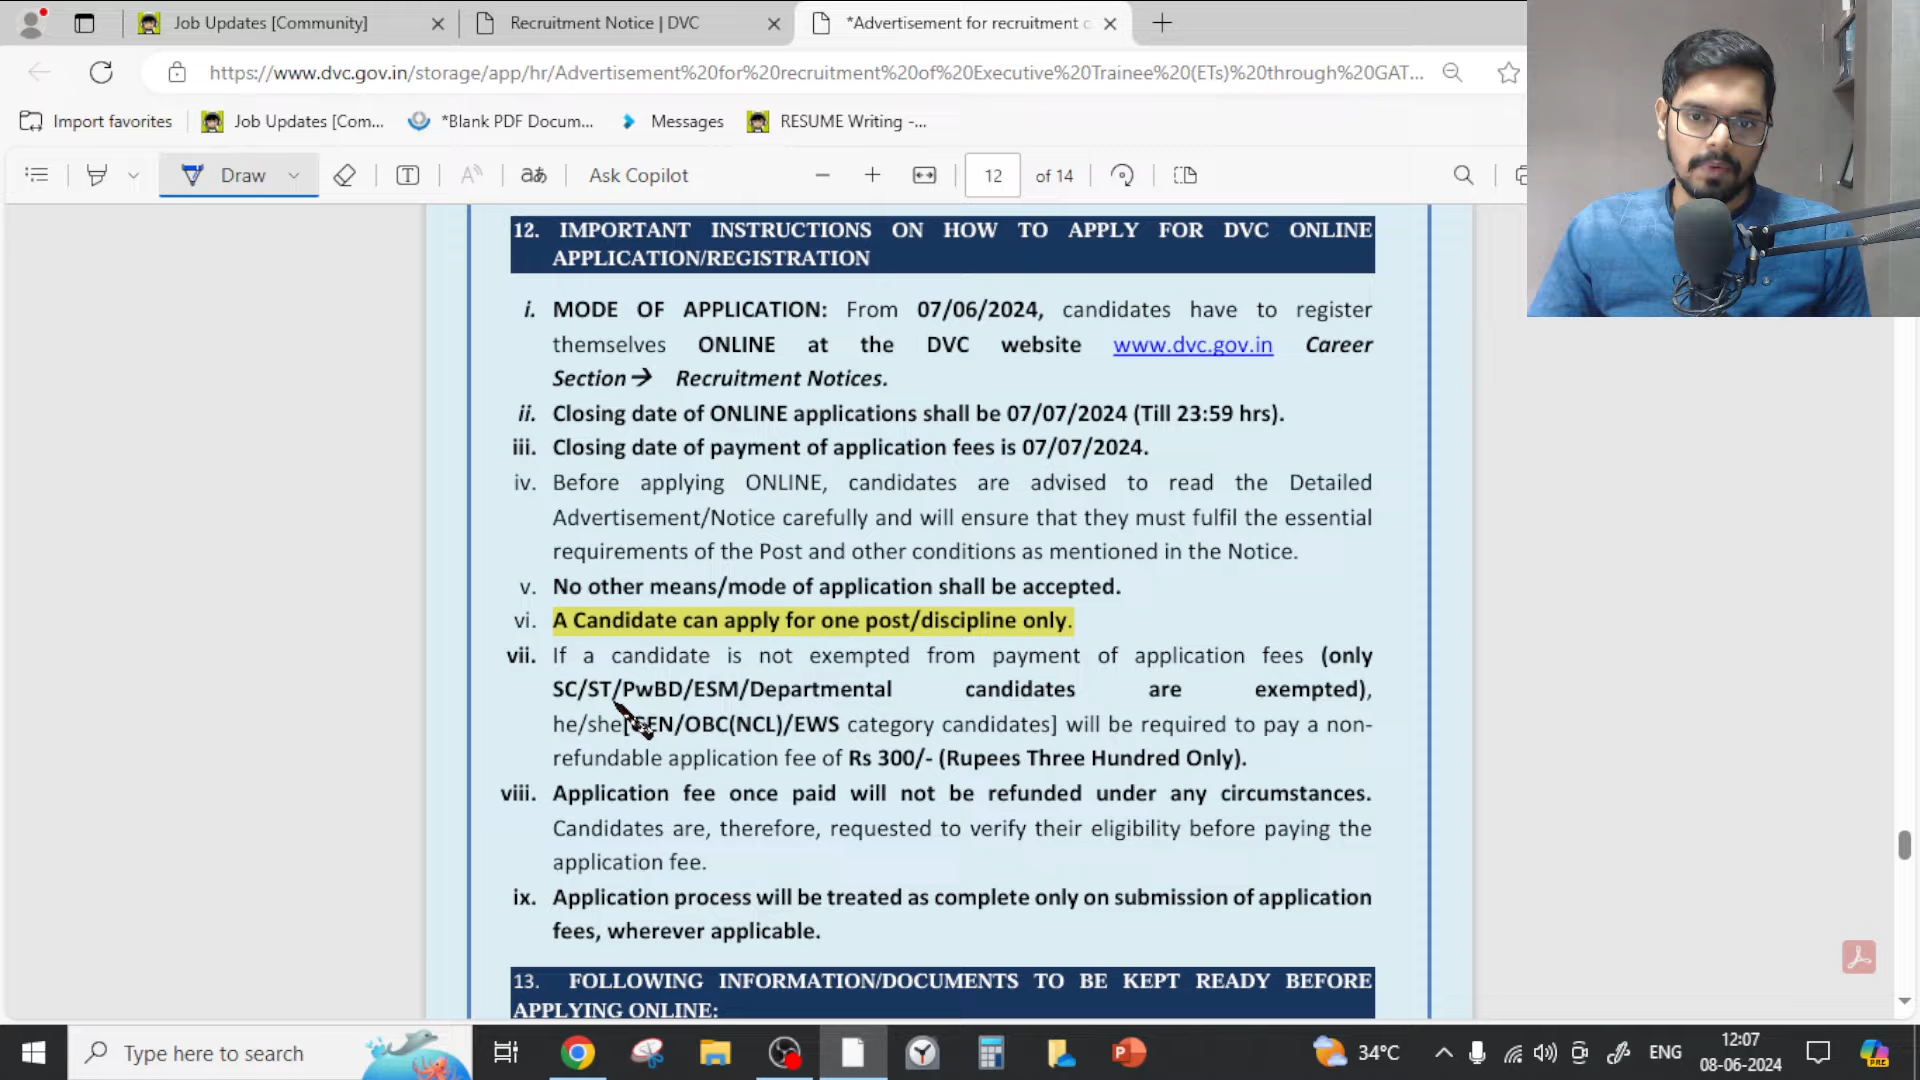 Job Updates [Community]
Recruitment Notice | DVC
*Advertisement for recruitment o
https://www.dvc.gov.in/storage/app/hr/Advertisement%20for%20recruitment%20of%20Executive%20Trainee%20(ETs)%20through%20GAT...
Import favorites
Job Updates [Com...
*Blank PDF Docum...
Messages
RESUME Writing -...
Draw
Ask Copilot
12
of 14
12. IMPORTANT INSTRUCTIONS ON HOW TO APPLY FOR DVC ONLINE
APPLICATION/REGISTRATION
i. MODE OF APPLICATION: From 07/06/2024, candidates have to register
themselves ONLINE at the DVC website www.dvc.gov.in Career
Section→ Recruitment Notices.
ii. Closing date of ONLINE applications shall be 07/07/2024 (Till 23:59 hrs).
iii. Closing date of payment of application fees is 07/07/2024.
iv. Before applying ONLINE, candidates are advised to read the Detailed
Advertisement/Notice carefully and will ensure that they must fulfil the essential
requirements of the Post and other conditions as mentioned in the Notice.
v. No other means/mode of application shall be accepted.
vi. A Candidate can apply for one post/discipline only.
vii. If a candidate is not exempted from payment of application fees (only
SC/ST/PwBD/ESM/Departmental candidates are exempted),
he/she[GEN/OBC(NCL)/EWS category candidates] will be required to pay a non-
refundable application fee of Rs 300/- (Rupees Three Hundred Only).
viii. Application fee once paid will not be refunded under any circumstances.
Candidates are, therefore, requested to verify their eligibility before paying the
application fee.
ix. Application process will be treated as complete only on submission of application
fees, wherever applicable.
13. FOLLOWING INFORMATION/DOCUMENTS TO BE KEPT READY BEFORE
APPLYING ONLINE:
Type here to search
34°C
ENG
12:07
08-06-2024